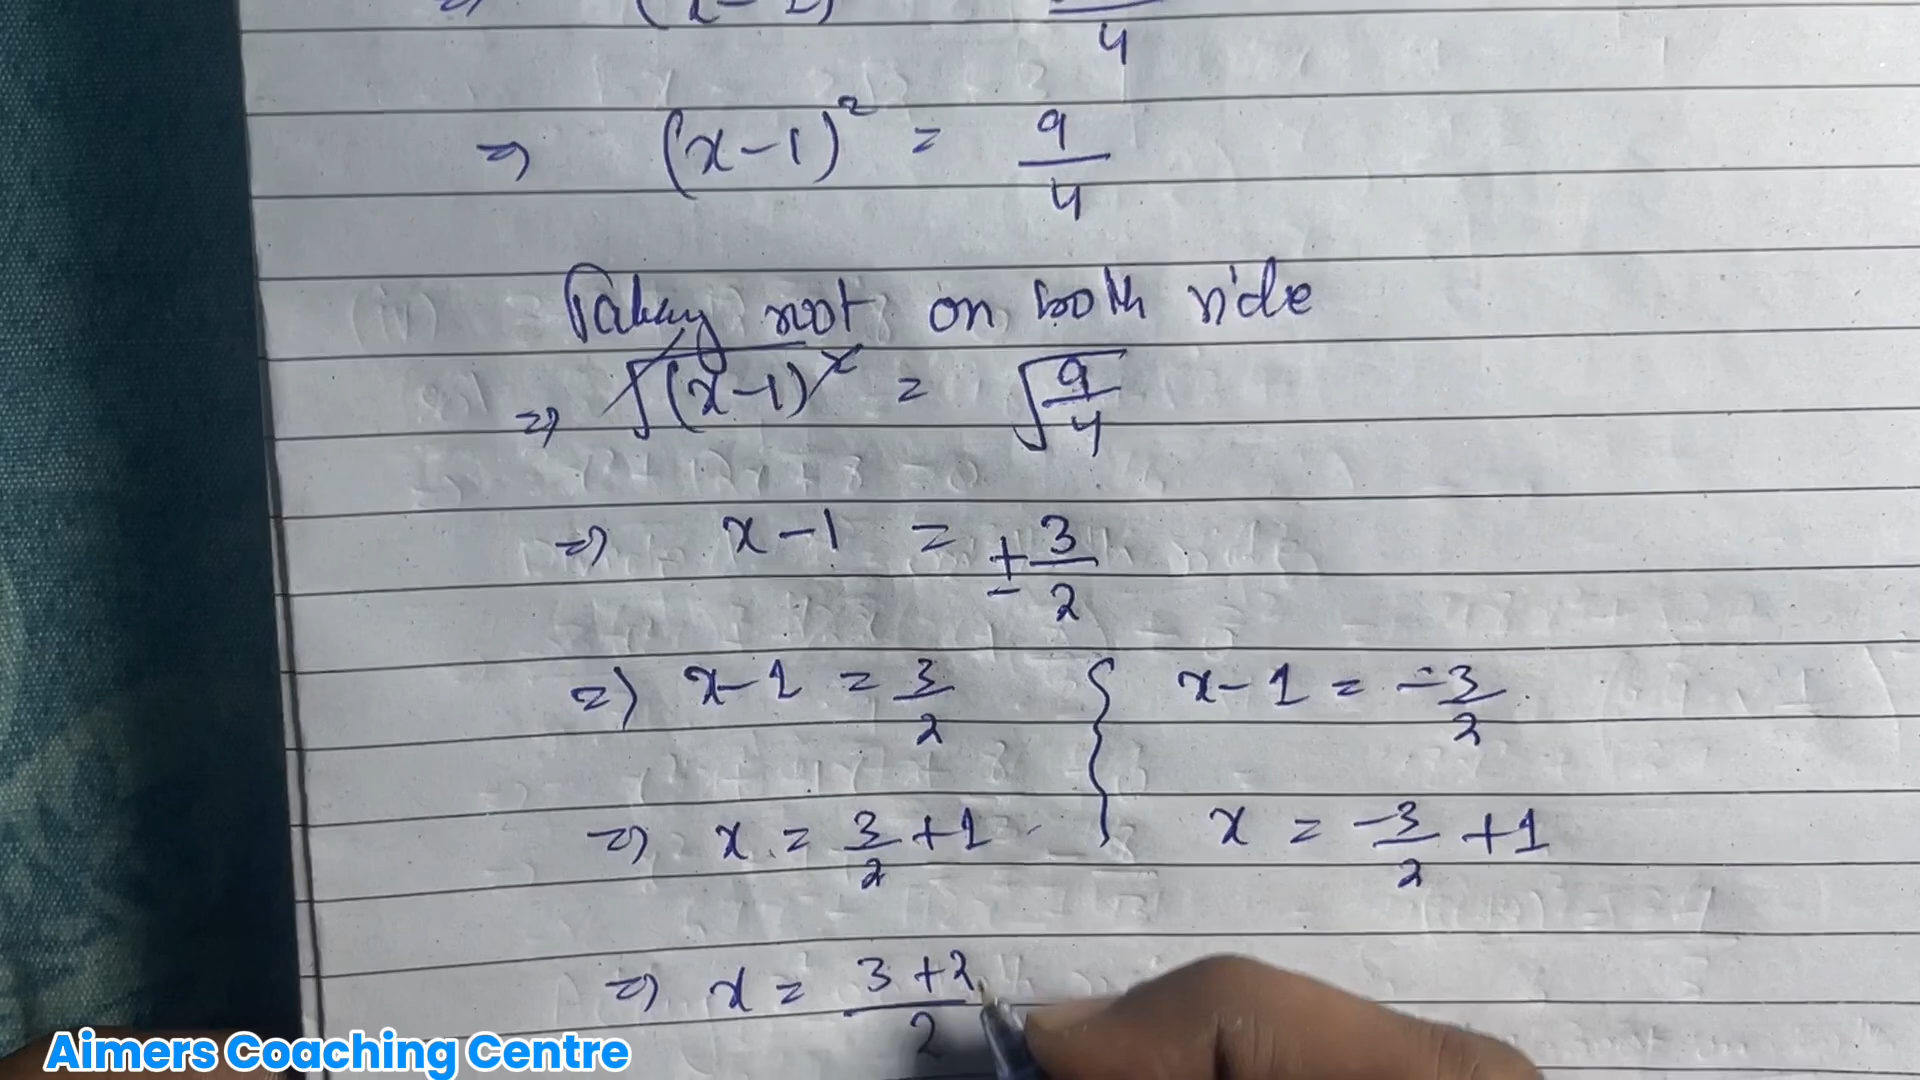 4
⇒ (x-1)² = 9/4
Taking root on both side
⇒ √(x-1)² = √9/4
⇒ x-1 = ± 3/2
⇒) x-1 = 3/2 { x-1 = -3/2
⇒) x = 3/2 +1 x = -3/2 +1
⇒) x = 3+2/2
Aimers Coaching Centre